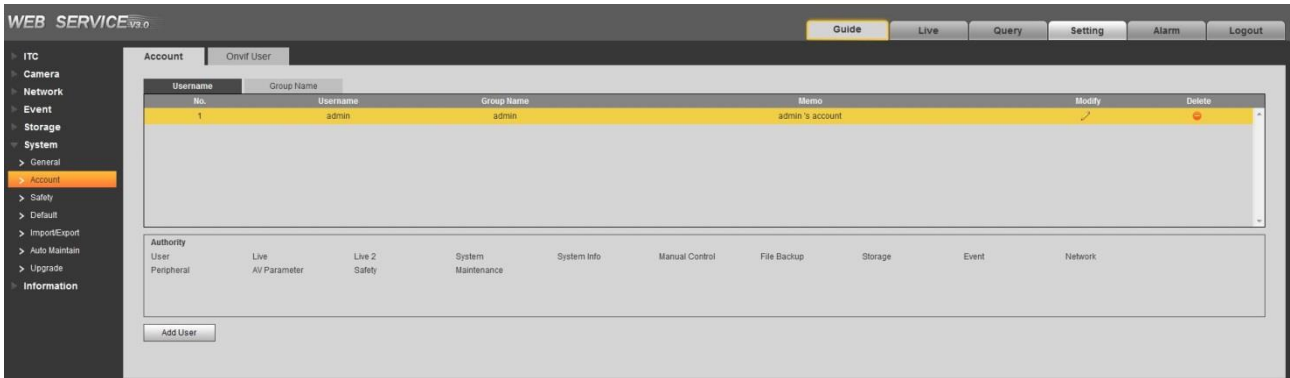 WEB SERVICE V3.0
Guide Live Query Setting Alarm Logout
ITC
Camera
Network
Event
Storage
System
General
Account
Safety
Default
Import/Export
Auto Maintain
Upgrade
Information
Account Onvif User
Username Group Name
No. Username Group Name Memo Modify Delete
1 admin admin admin 's account
Authority
User Live Live 2 System System Info Manual Control File Backup Storage Event Network
Peripheral AV Parameter Safety Maintenance
Add User